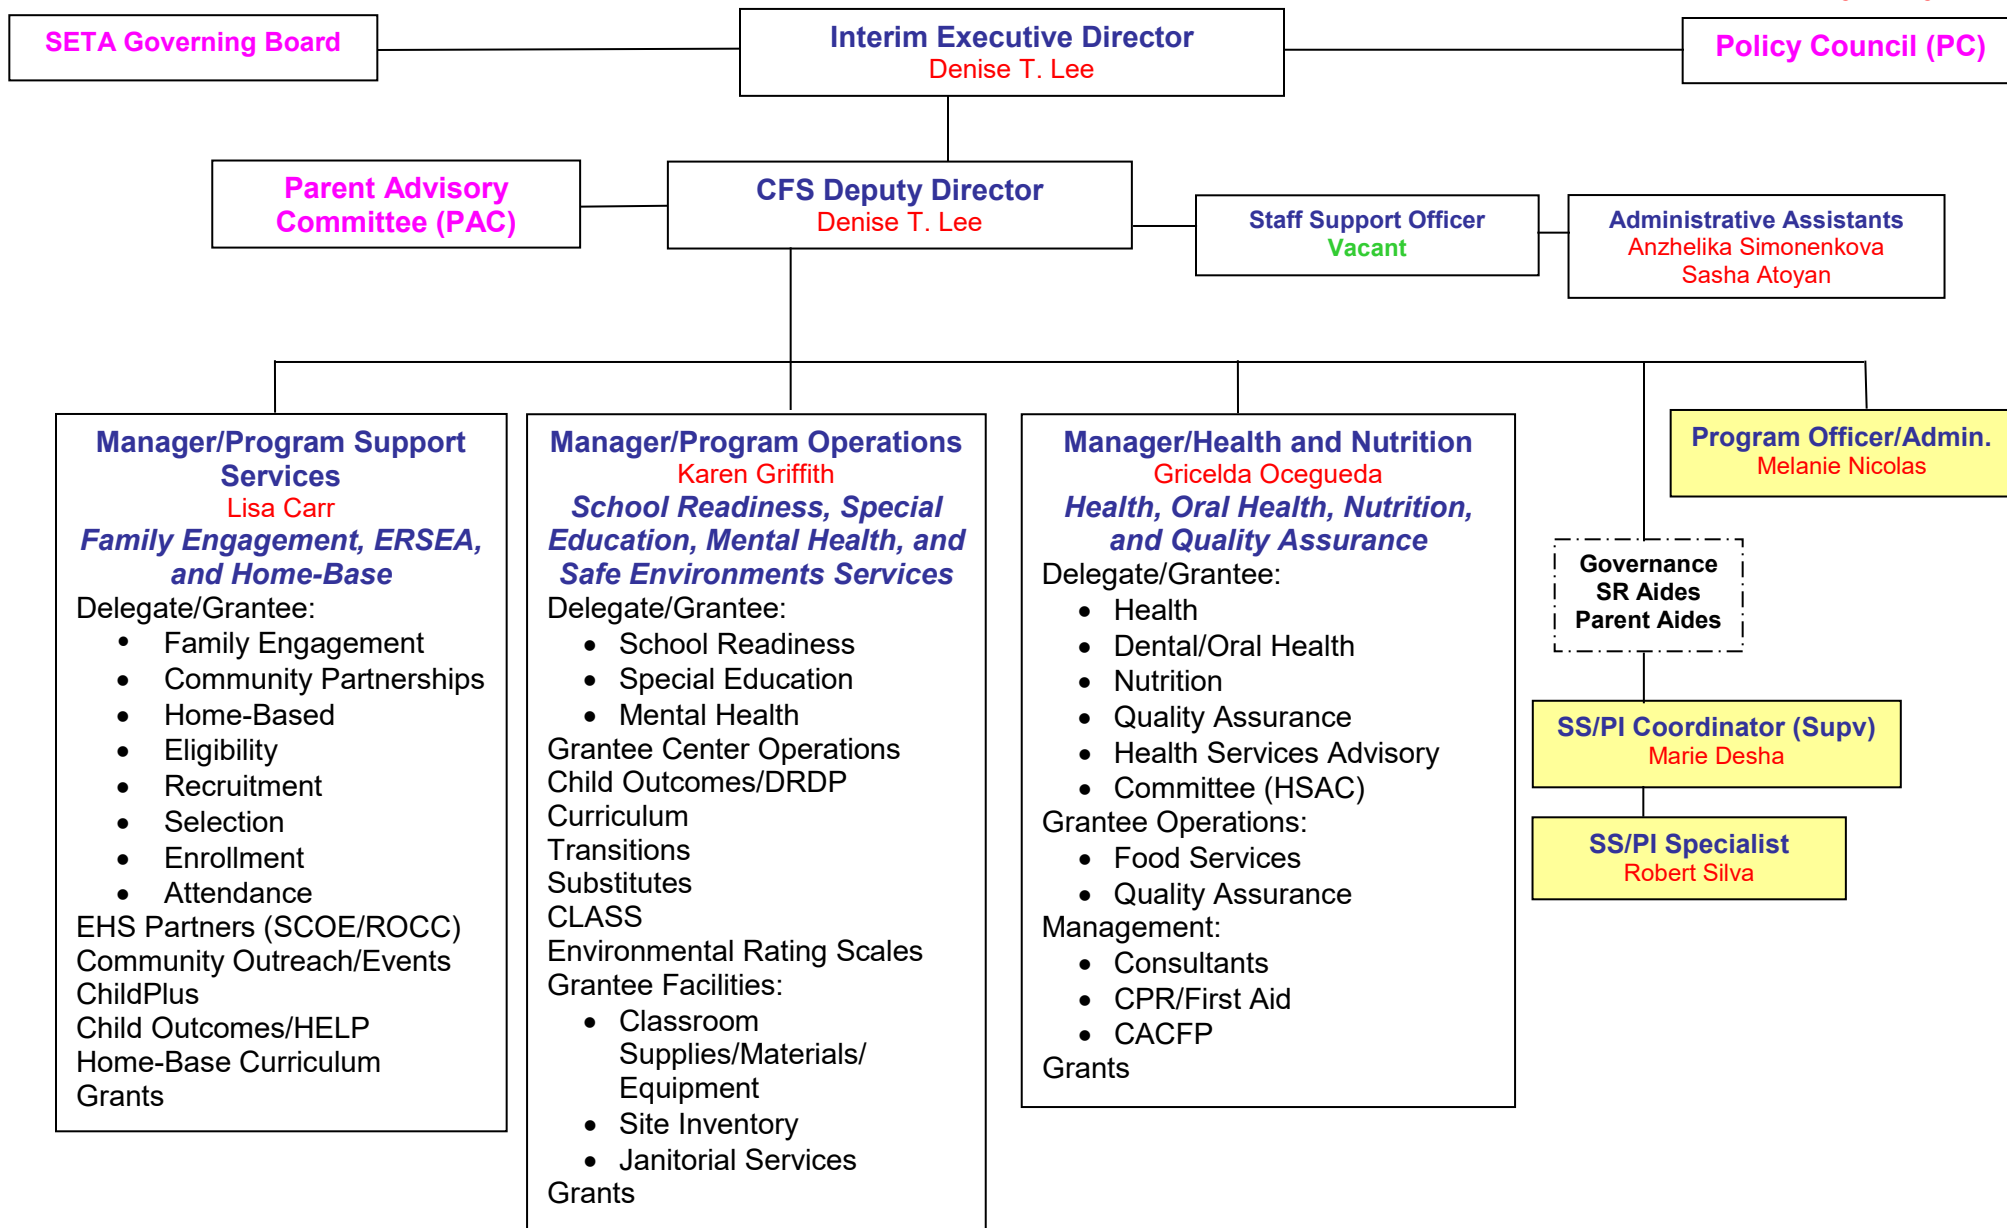 SETA Governing Board
Interim Executive Director
Denise T. Lee
Policy Council (PC)
Parent Advisory
Committee (PAC)
CFS Deputy Director
Denise T. Lee
Staff Support Officer
Vacant
Administrative Assistants
Anzhelika Simonenkova
Sasha Atoyan
Manager/Program Support
Services
Lisa Carr
Family Engagement, ERSEA,
and Home-Base
Delegate/Grantee:
• Family Engagement
• Community Partnerships
• Home-Based
• Eligibility
• Recruitment
• Selection
• Enrollment
• Attendance
EHS Partners (SCOE/ROCC)
Community Outreach/Events
ChildPlus
Child Outcomes/HELP
Home-Base Curriculum
Grants
Manager/Program Operations
Karen Griffith
School Readiness, Special
Education, Mental Health, and
Safe Environments Services
Delegate/Grantee:
• School Readiness
• Special Education
• Mental Health
Grantee Center Operations
Child Outcomes/DRDP
Curriculum
Transitions
Substitutes
CLASS
Environmental Rating Scales
Grantee Facilities:
• Classroom
Supplies/Materials/
Equipment
• Site Inventory
• Janitorial Services
Grants
Manager/Health and Nutrition
Gricelda Ocegueda
Health, Oral Health, Nutrition,
and Quality Assurance
Delegate/Grantee:
• Health
• Dental/Oral Health
• Nutrition
• Quality Assurance
• Health Services Advisory
• Committee (HSAC)
Grantee Operations:
• Food Services
• Quality Assurance
Management:
• Consultants
• CPR/First Aid
• CACFP
Grants
Program Officer/Admin.
Melanie Nicolas
Governance
SR Aides
Parent Aides
SS/PI Coordinator (Supv)
Marie Desha
SS/PI Specialist
Robert Silva